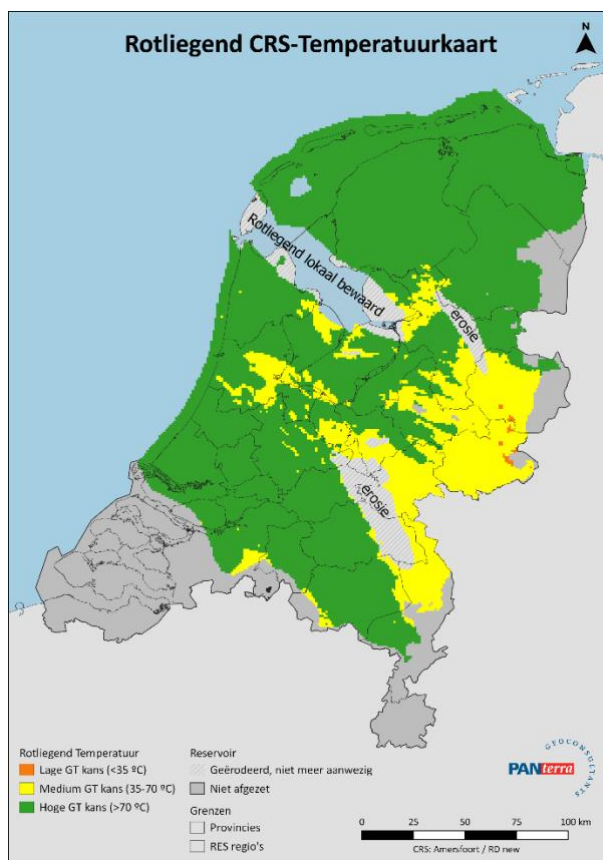 Rotliegend CRS-Temperatuurkaart
N
Rotliegend lokaal bewaard
erosie
erosie
Rotliegend Temperatuur
Lage GT kans (<35 ºC)
Medium GT kans (35-70 ºC)
Hoge GT kans (>70 ºC)
Reservoir
Geërodeerd, niet meer aanwezig
Niet afgezet
Grenzen
Provincies
RES regio's
PANterra
GEOCONSULTANTS
0 25 50 75 100 km
CRS: Amersfoort / RD new